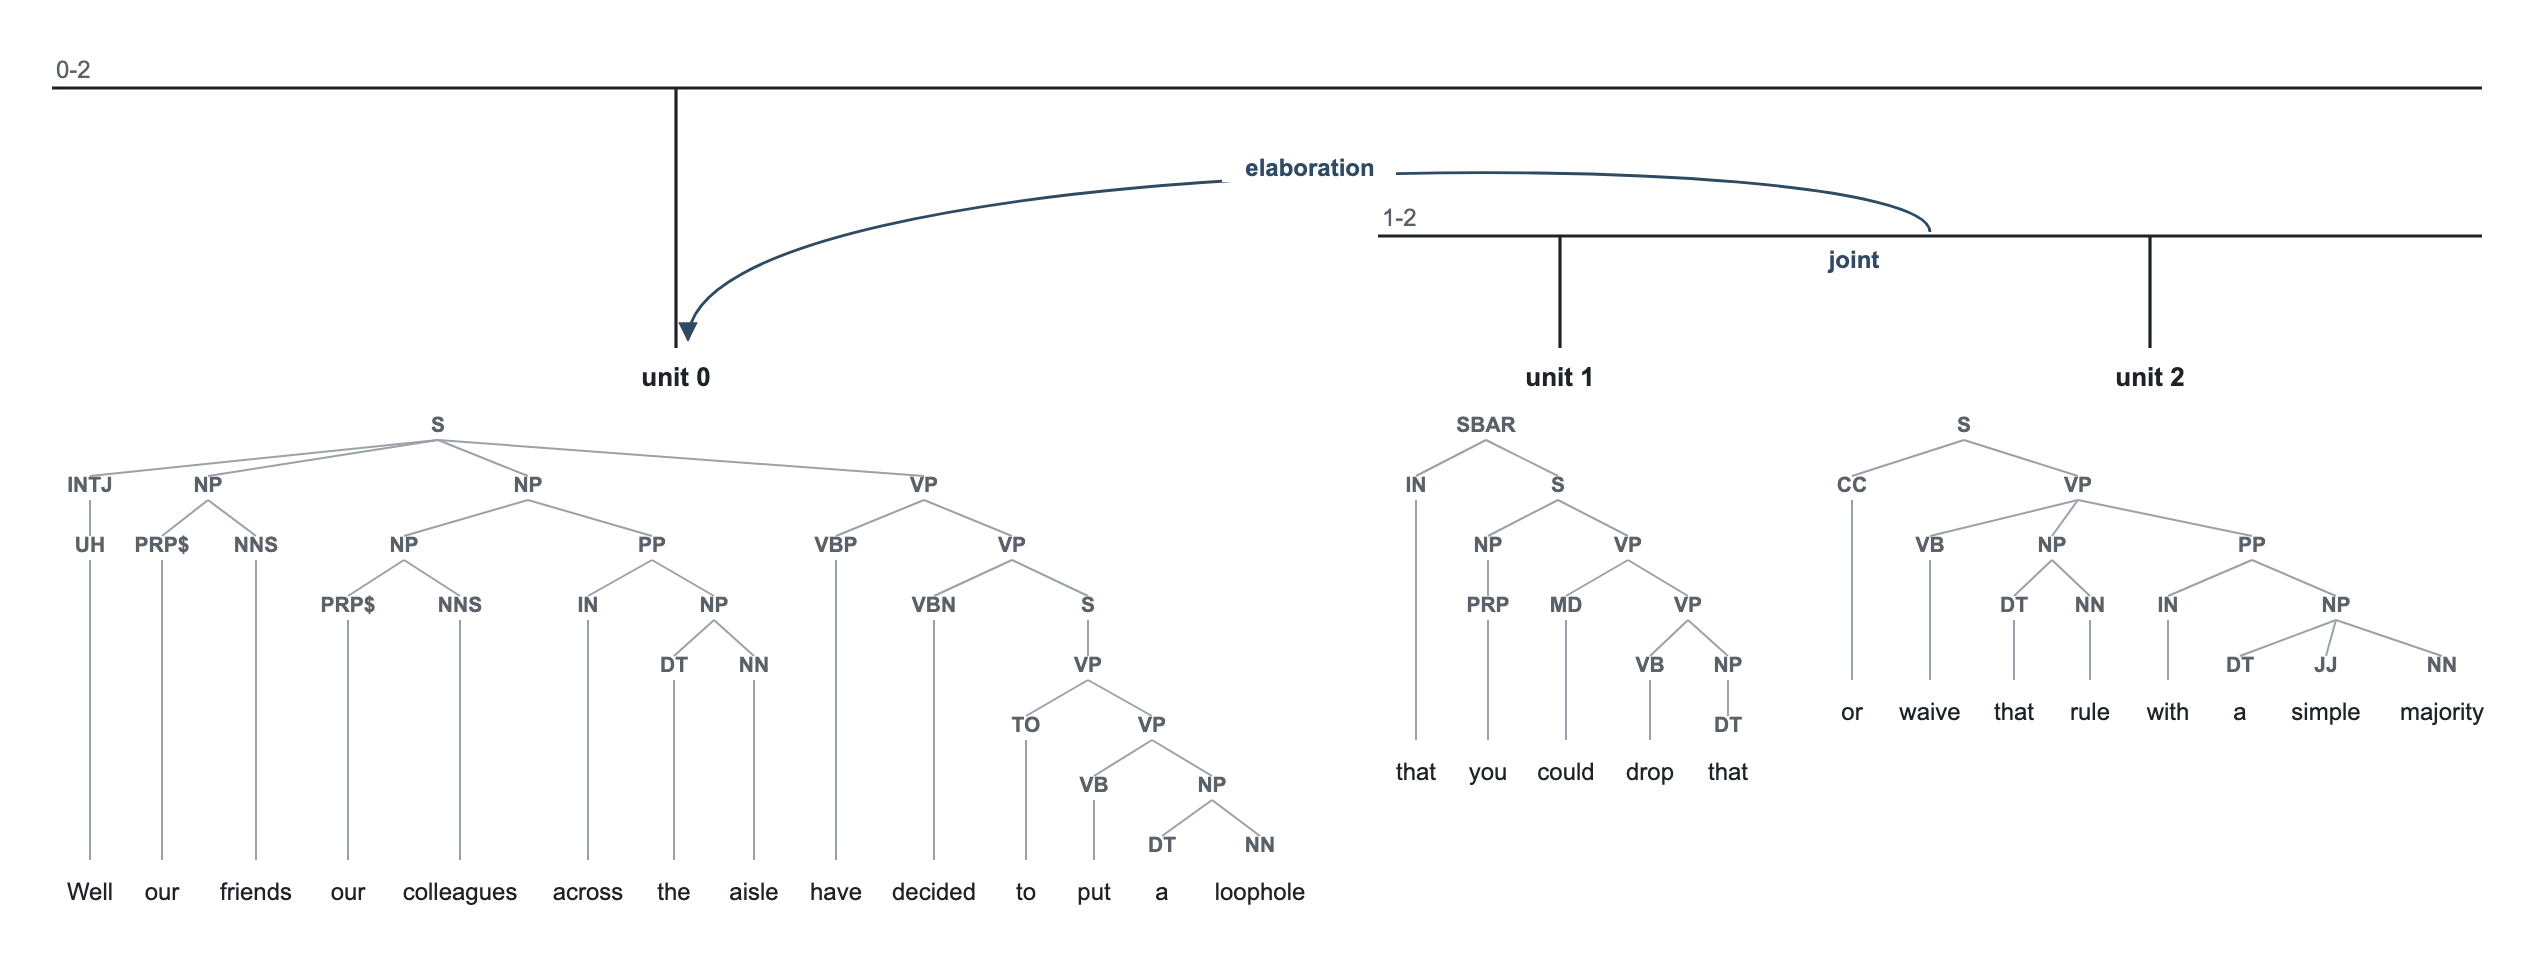 0-2
elaboration
1-2
joint
unit 0 unit 1 unit 2
S SBAR S
INTJ NP NP VP IN S CC VP
UH PRP$ NNS NP PP VBP VP NP VP VB NP PP
PRP$ NNS IN NP VBN S PRP MD VP DT NN IN NP
DT NN VP VB NP DT JJ NN
that rule with a simple majority or waive
TO VP DT
that you could drop that
VB NP
DT NN
Well our friends our colleagues across the aisle have decided to put a loophole